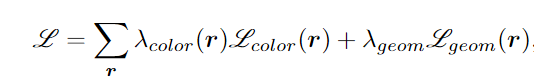 ℒ = ∑_r λ_color(r)ℒ_color(r) + λ_geom ℒ_geom(r),